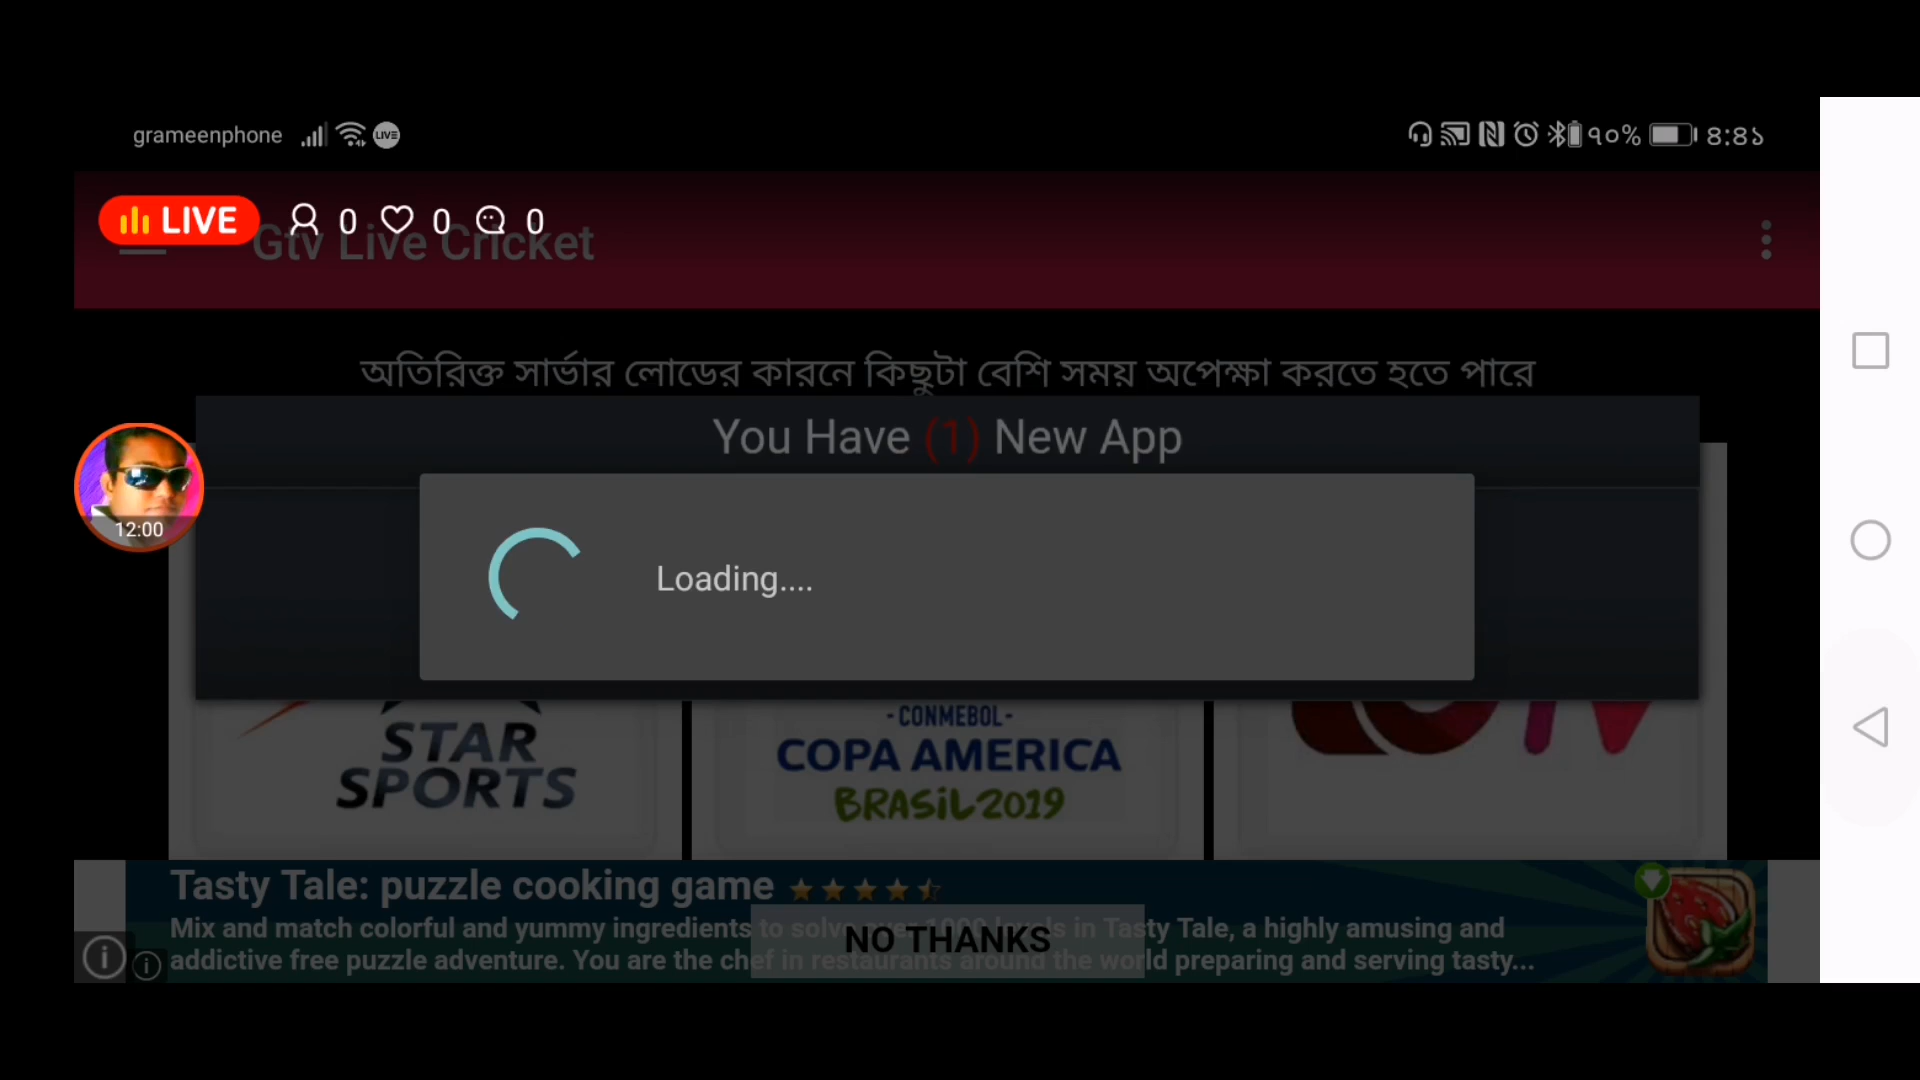 grameenphone LIVE ৭০% ৪:৪১
LIVE 0 0 0
Gtv Live Cricket
অতিরিক্ত সার্ভার লোডের কারনে কিছুটা বেশি সময় অপেক্ষা করতে হতে পারে
You Have (1) New App
12:00
Loading....
STAR
SPORTS
-CONMEBOL-
COPA AMERICA
BRASiL2019
Tasty Tale: puzzle cooking game
Mix and match colorful and yummy ingredients to solve over 1000 levels in Tasty Tale, a highly amusing and
NO THANKS
addictive free puzzle adventure. You are the chef in restaurants around the world preparing and serving tasty...